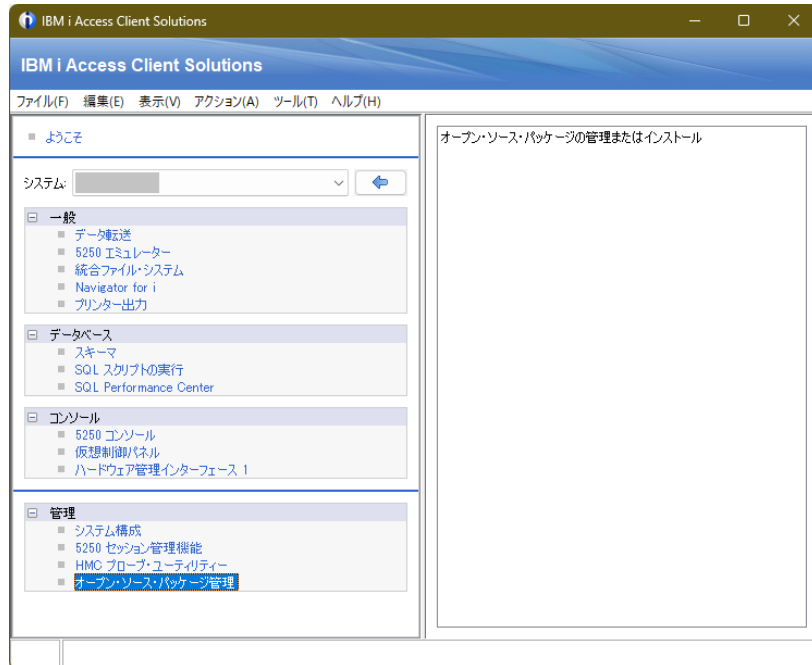 IBM i Access Client Solutions
IBM i Access Client Solutions
ファイル(F) 編集(E) 表示(V) アクション(A) ツール(T) ヘルプ(H)
ようこそ
システム:
一般
データ転送
5250 エミュレーター
統合ファイル・システム
Navigator for i
プリンター出力
データベース
スキーマ
SQL スクリプトの実行
SQL Performance Center
コンソール
5250 コンソール
仮想制御パネル
ハードウェア管理インターフェース 1
管理
システム構成
5250 セッション管理機能
HMC プローブ・ユーティリティー
オープン・ソース・パッケージ管理
オープン・ソース・パッケージの管理またはインストール